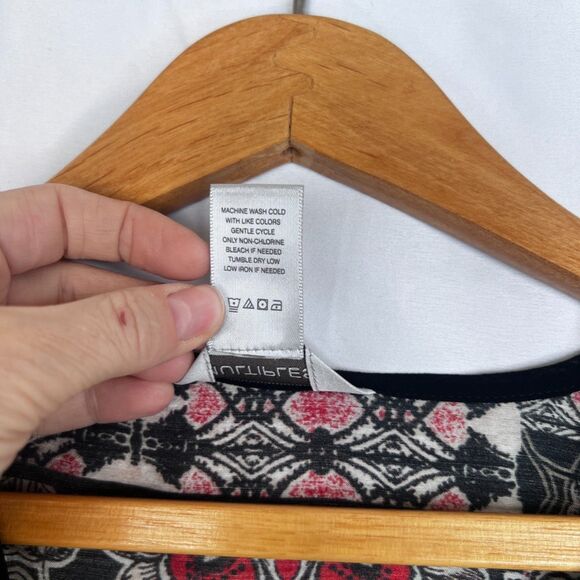 MACHINE WASH COLD
WITH LIKE COLORS
GENTLE CYCLE
ONLY NON-CHLORINE
BLEACH IF NEEDED
TUMBLE DRY LOW
LOW IRON IF NEEDED
MULTIPLES